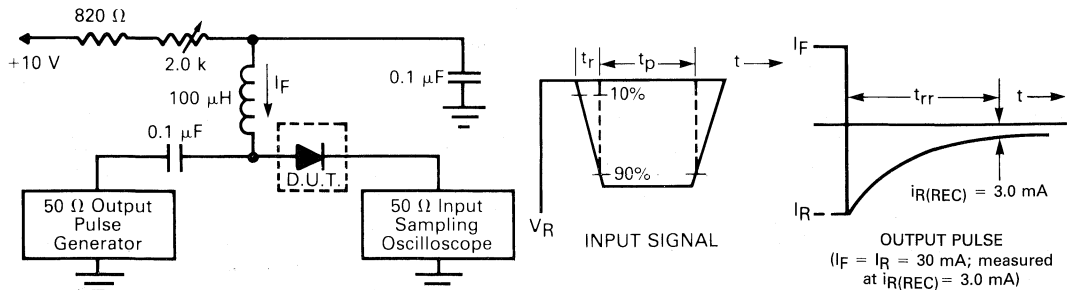 820 Ω
+10 V
2.0 k
100 μH
I_F
0.1 μF
0.1 μF
D.U.T.
50 Ω Output
Pulse
Generator
50 Ω Input
Sampling
Oscilloscope
t_r
t_p
t
10%
90%
V_R
INPUT SIGNAL
I_F
t_rr
t
i_R(REC) = 3.0 mA
I_R
OUTPUT PULSE
(I_F = I_R = 30 mA; measured
at i_R(REC) = 3.0 mA)